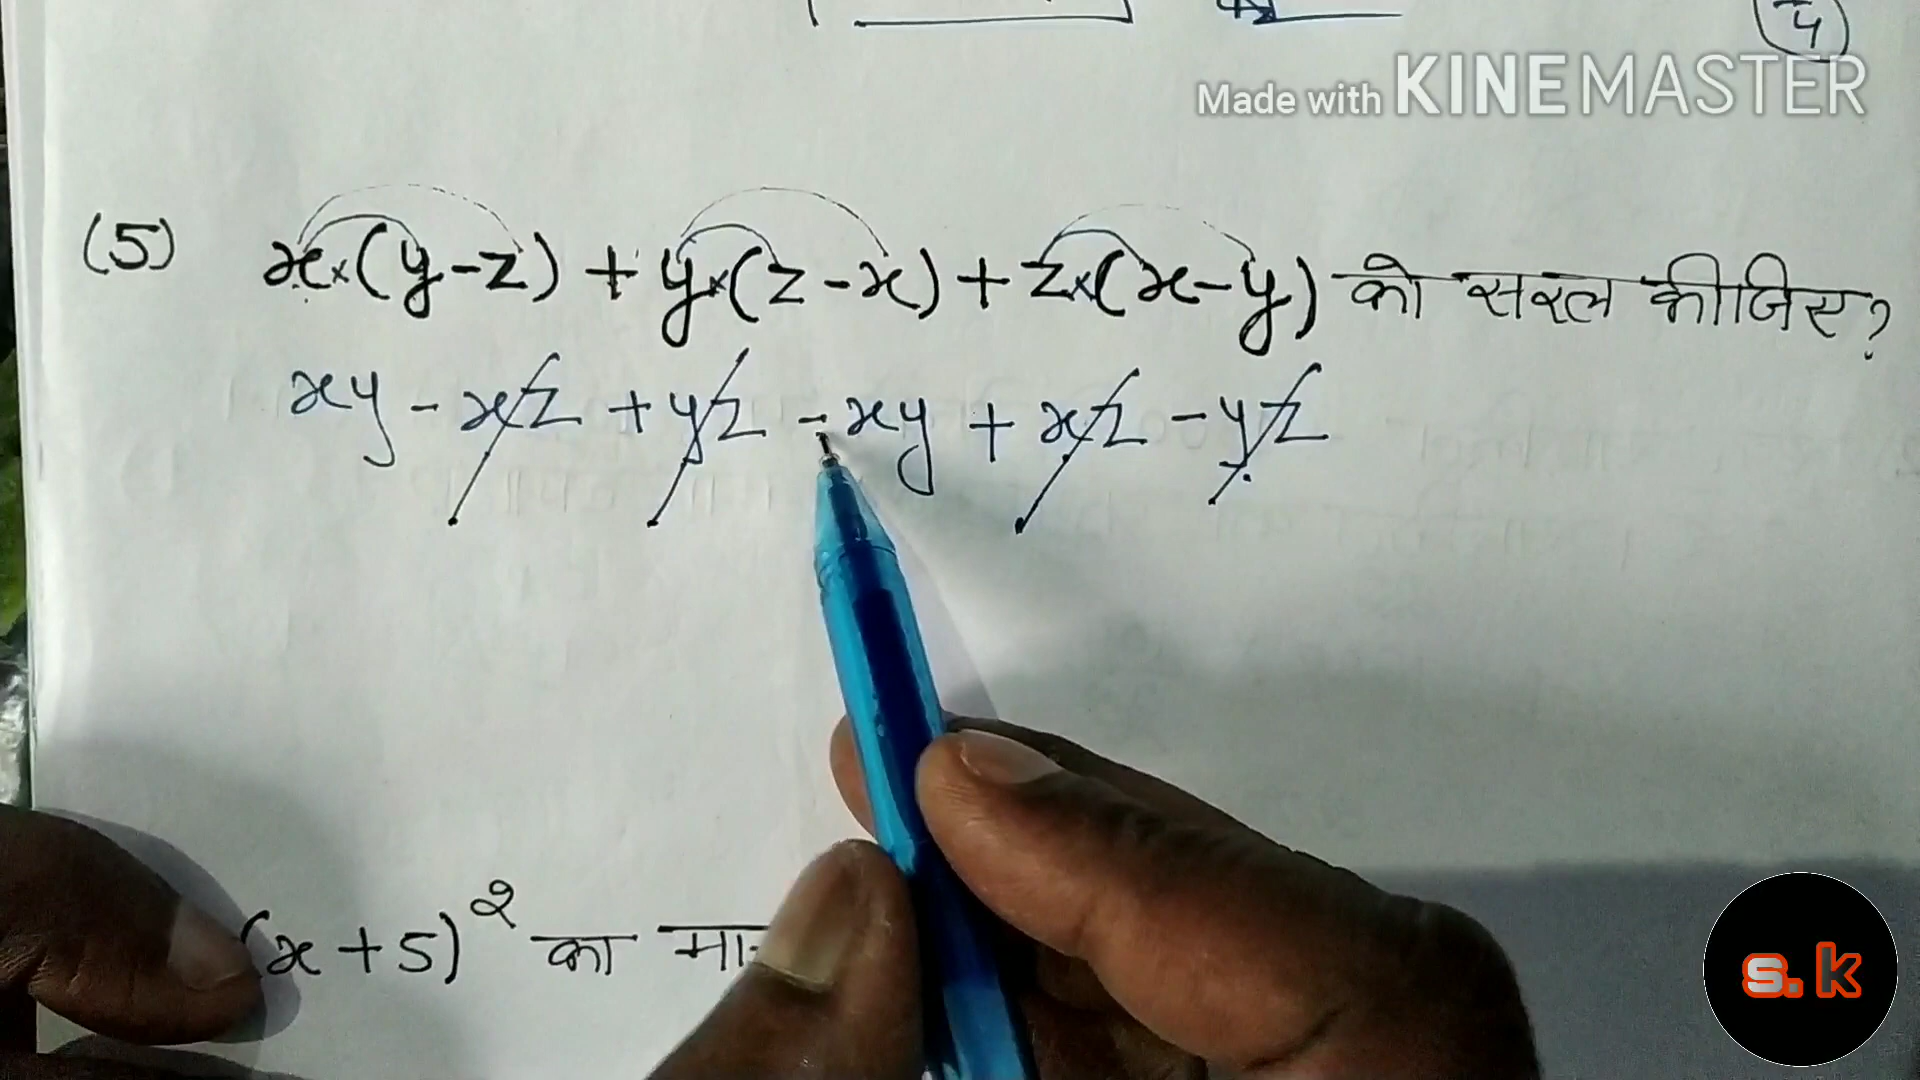 4
Made with KINEMASTER
(5) x×(y-z) + y×(z-x) + z×(x-y) को सरल कीजिए?
xy - xz + yz - xy + xz - yz
(x+5)² का
s.k